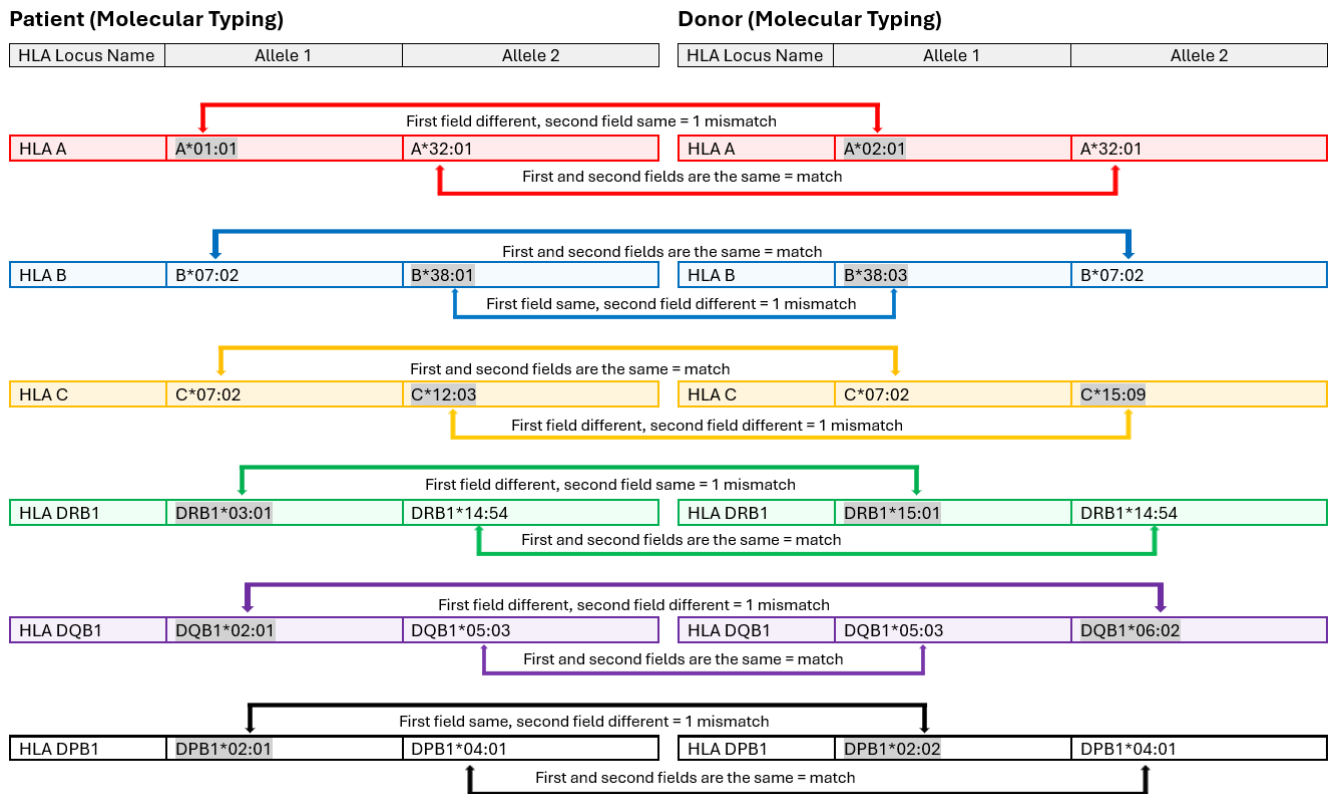 Patient (Molecular Typing) Donor (Molecular Typing)
HLA Locus Name Allele 1 Allele 2 HLA Locus Name Allele 1 Allele 2
First field different, second field same = 1 mismatch
HLA A A*01:01 A*32:01 HLA A A*02:01 A*32:01
First and second fields are the same = match
First and second fields are the same = match
HLA B B*07:02 B*38:01 HLA B B*38:03 B*07:02
First field same, second field different = 1 mismatch
First and second fields are the same = match
HLA C C*07:02 C*12:03 HLA C C*07:02 C*15:09
First field different, second field different = 1 mismatch
First field different, second field same = 1 mismatch
HLA DRB1 DRB1*03:01 DRB1*14:54 HLA DRB1 DRB1*15:01 DRB1*14:54
First and second fields are the same = match
First field different, second field different = 1 mismatch
HLA DQB1 DQB1*02:01 DQB1*05:03 HLA DQB1 DQB1*05:03 DQB1*06:02
First and second fields are the same = match
First field same, second field different = 1 mismatch
HLA DPB1 DPB1*02:01 DPB1*04:01 HLA DPB1 DPB1*02:02 DPB1*04:01
First and second fields are the same = match